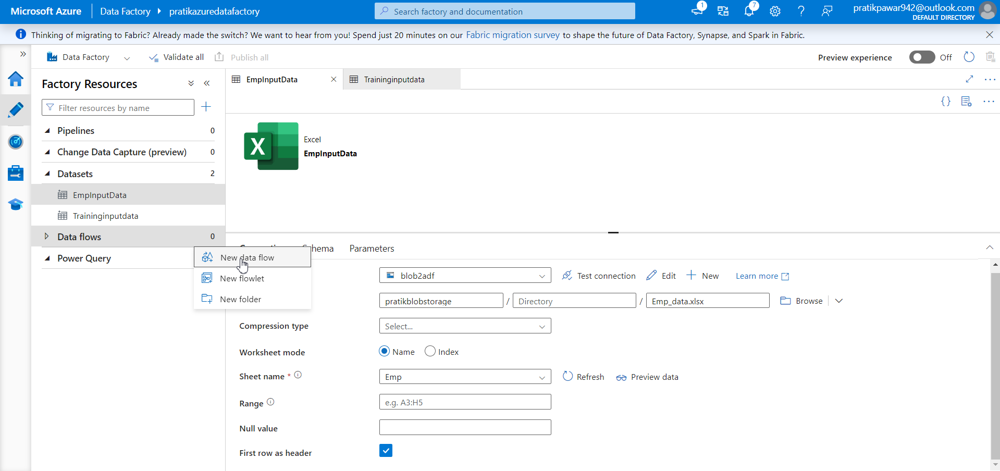 Microsoft Azure
Data Factory
pratikazuredatafactory
Search factory and documentation
1
7
pratikpawar942@outlook.com
DEFAULT DIRECTORY
Thinking of migrating to Fabric? Already made the switch? We want to hear from you! Spend just 20 minutes on our Fabric migration survey to shape the future of Data Factory, Synapse, and Spark in Fabric.
Data Factory
Validate all
Publish all
Preview experience
Off
Factory Resources
Filter resources by name
Pipelines 0
Change Data Capture (preview) 0
Datasets 2
EmpInputData
Traininginputdata
Data flows 0
Power Query
New data flow
New flowlet
New folder
EmpInputData
Traininginputdata
{}
X
Excel
EmpInputData
Schema
Parameters
blob2adf
Test connection
Edit
New
Learn more
pratikblobstorage / Directory / Emp_data.xlsx
Browse
Compression type
Select...
Worksheet mode
Name
Index
Sheet name *
Emp
Refresh
Preview data
Range
e.g. A3:H5
Null value
First row as header